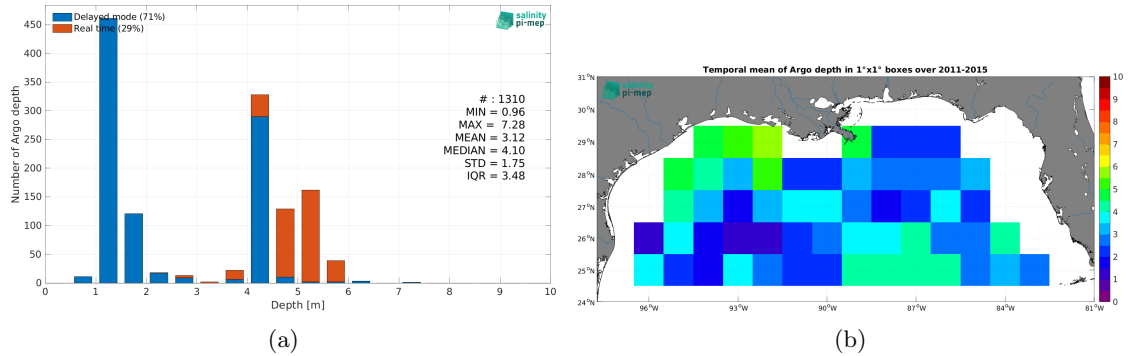 Delayed mode (71%)
Real time (29%)
salinity
pi-mep
Number of Argo depth
450
400
350
300
250
200
150
100
50
0
# : 1310
MIN = 0.96
MAX = 7.28
MEAN = 3.12
MEDIAN = 4.10
STD = 1.75
IQR = 3.48
0 1 2 3 4 5 6 7 8 9 10
Depth [m]
(a)
Temporal mean of Argo depth in 1°x1° boxes over 2011-2015
salinity
pi-mep
31°N
30°N
29°N
28°N
27°N
26°N
25°N
24°N
96°W 93°W 90°W 87°W 84°W 81°W
10
9
8
7
6
5
4
3
2
1
0
(b)